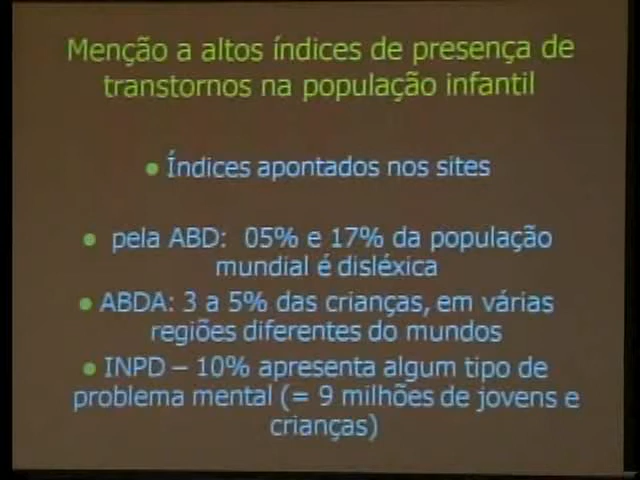 Menção a altos índices de presença de
transtornos na população infantil
• Índices apontados nos sites
• pela ABD: 05% e 17% da população
mundial é disléxica
• ABDA: 3 a 5% das crianças, em várias
regiões diferentes do mundos
• INPD – 10% apresenta algum tipo de
problema mental (= 9 milhões de jovens e
crianças)